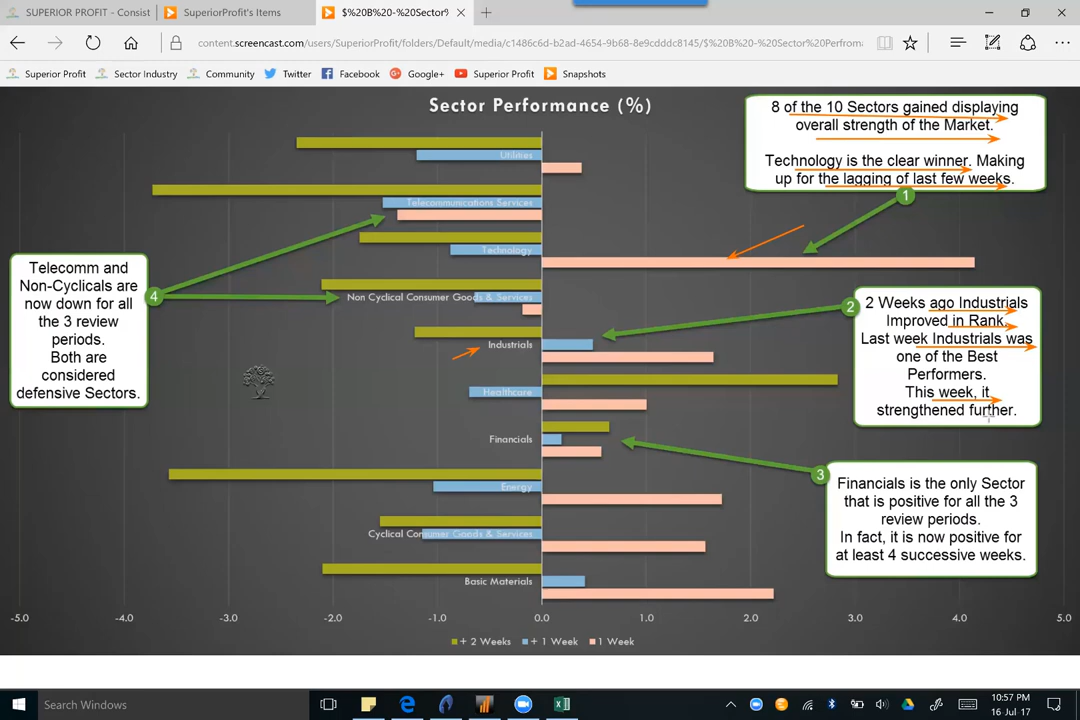 SUPERIOR PROFIT - Consist
SuperiorProfit's Items
$%20B%20-%20Sector%
content.screencast.com/users/SuperiorProfit/folders/Default/media/c1486c6d-b2ad-4654-9b68-8e9cdddc8145/$%20B%20-%20Sector%20Perfroma
Superior Profit
Sector Industry
Community
Twitter
Facebook
Google+
Superior Profit
Snapshots
Sector Performance (%)
8 of the 10 Sectors gained displaying
overall strength of the Market.
Technology is the clear winner. Making
up for the lagging of last few weeks.
1
Utilities
Telecommunications Services
Technology
Non Cyclical Consumer Goods & Services
Industrials
Healthcare
Financials
Energy
Cyclical Consumer Goods & Services
Basic Materials
Telecomm and
Non-Cyclicals are
now down for all
the 3 review
periods.
Both are
considered
defensive Sectors.
4
2
2 Weeks ago Industrials
Improved in Rank.
Last week Industrials was
one of the Best
Performers.
This week, it
strengthened further.
3
Financials is the only Sector
that is positive for all the 3
review periods.
In fact, it is now positive for
at least 4 successive weeks.
-5.0 -4.0 -3.0 -2.0 -1.0 0.0 1.0 2.0 3.0 4.0 5.0
+ 2 Weeks + 1 Week 1 Week
Search Windows
10:57 PM
16 Jul 17